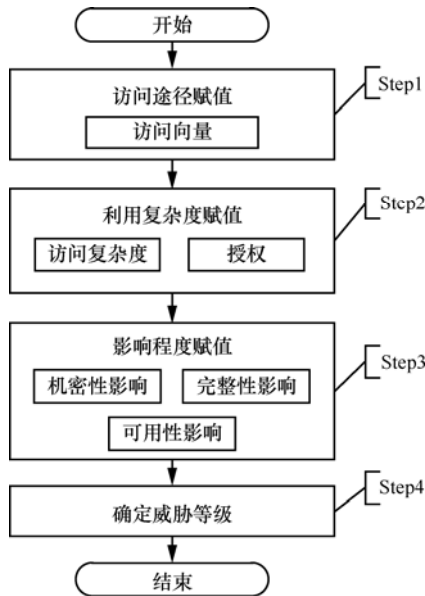 开始
访问途径赋值
Step1
访问向量
利用复杂度赋值
Step2
访问复杂度 授权
影响程度赋值
机密性影响 完整性影响
Step3
可用性影响
确定威胁等级
Step4
结束